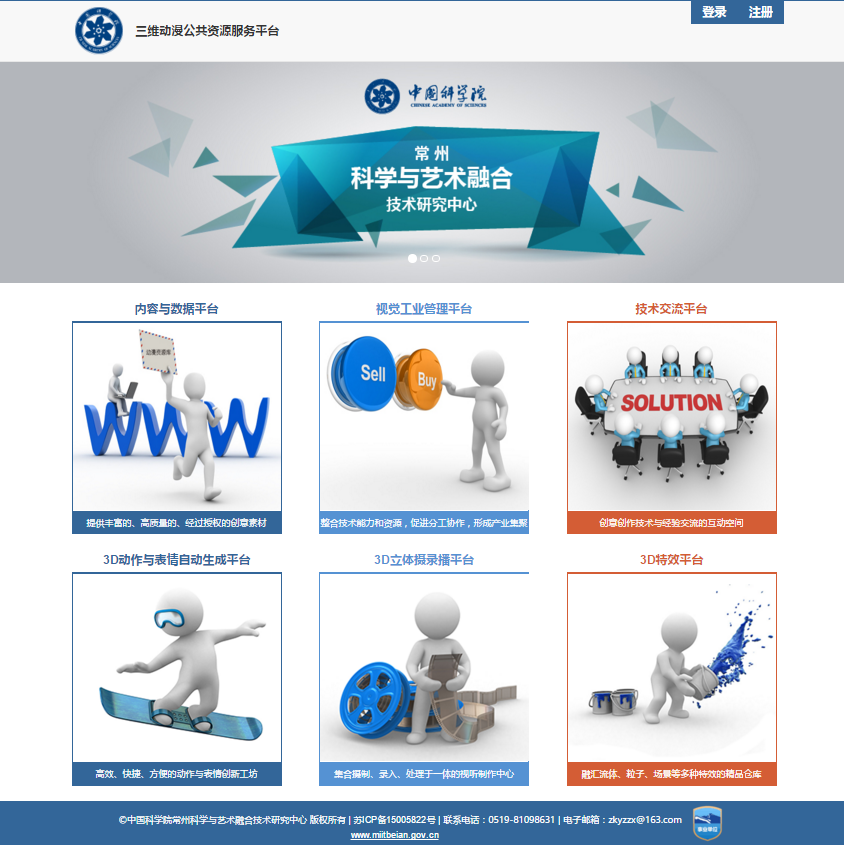 登录 注册
三维动漫公共资源服务平台
中国科学院
CHINESE ACADEMY OF SCIENCES
常 州
科学与艺术融合
技术研究中心
内容与数据平台 视觉工业管理平台 技术交流平台
动漫资源库
WWW
Sell
Buy
SOLUTION
提供丰富的、高质量的、经过授权的创意素材 整合技术能力和资源，促进分工协作，形成产业集聚 创意创作技术与经验交流的互动空间
3D动作与表情自动生成平台 3D立体摄录播平台 3D特效平台
高效、快捷、方便的动作与表情创新工坊 集合摄制、录入、处理于一体的视听制作中心 融汇流体、粒子、场景等多种特效的精品仓库
©中国科学院常州科学与艺术融合技术研究中心 版权所有 | 苏ICP备15005822号 | 联系电话：0519-81098631 | 电子邮箱：zkyzzx@163.com
www.miitbeian.gov.cn
事业单位